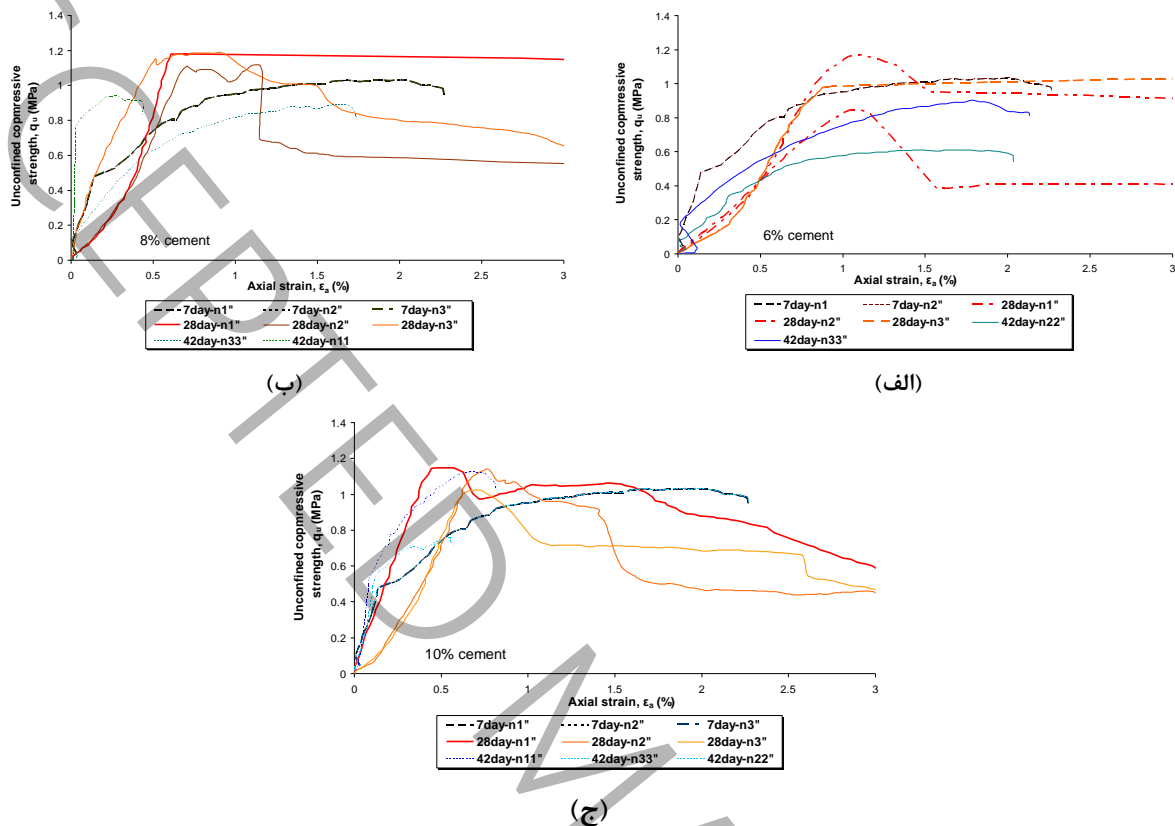 1.4
1.2
1
0.8
0.6
0.4
0.2
0
Unconfined copmressive
strength, qu (MPa)
8% cement
0 0.5 1 1.5 2 2.5 3
Axial strain, εa (%)
7day-n1" 7day-n2" 7day-n3"
28day-n1" 28day-n2" 28day-n3"
42day-n33" 42day-n11
(ب)
1.4
1.2
1
0.8
0.6
0.4
0.2
0
Unconfined copmressive
strength, qu (MPa)
6% cement
0 0.5 1 1.5 2 2.5 3
Axial strain, εa (%)
7day-n1 7day-n2" 28day-n1"
28day-n2" 28day-n3" 42day-n22"
42day-n33"
(الف)
1.4
1.2
1
0.8
0.6
0.4
0.2
0
Unconfined copmressive
strength, qu (MPa)
10% cement
0 0.5 1 1.5 2 2.5 3
Axial strain, εa (%)
7day-n1" 7day-n2" 7day-n3"
28day-n1" 28day-n2" 28day-n3"
42day-n11" 42day-n33" 42day-n22"
(ج)
CEPTED M